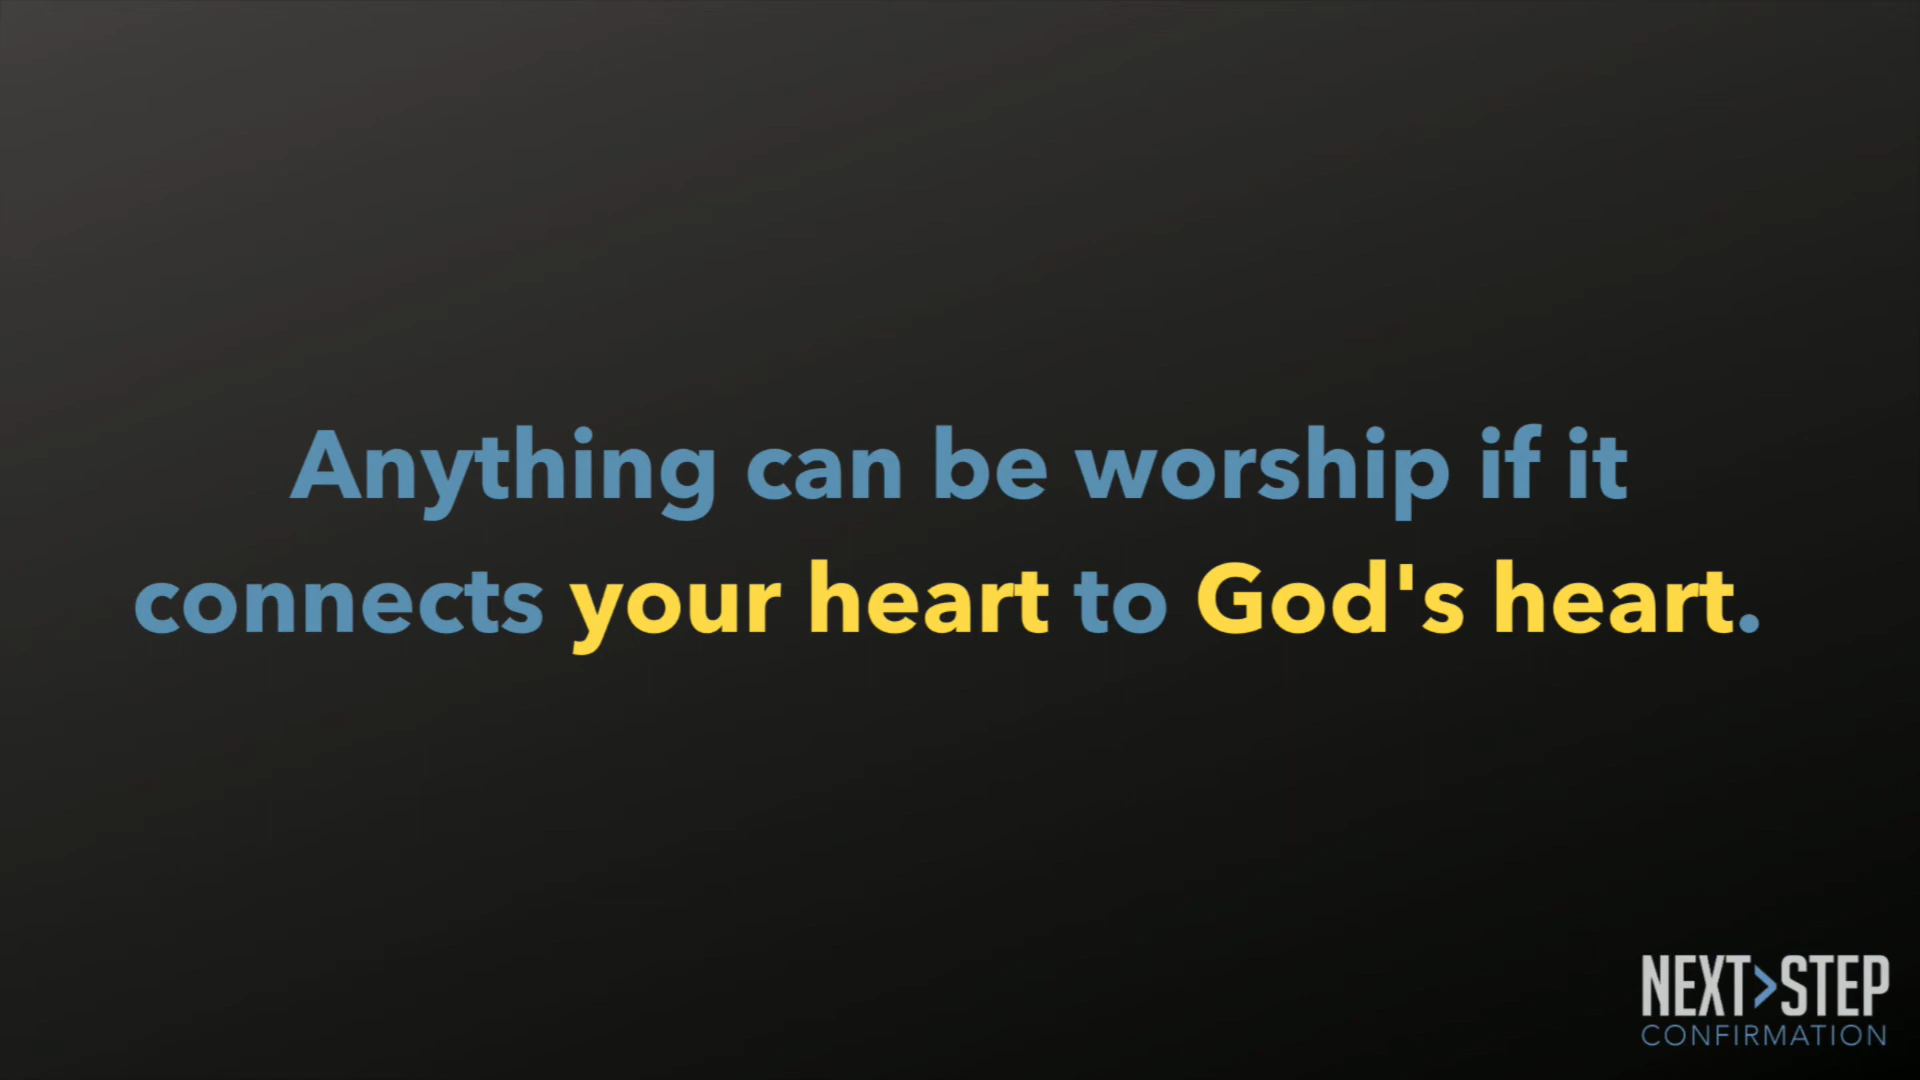 Anything can be worship if it
connects your heart to God's heart.
NEXT>STEP
CONFIRMATION